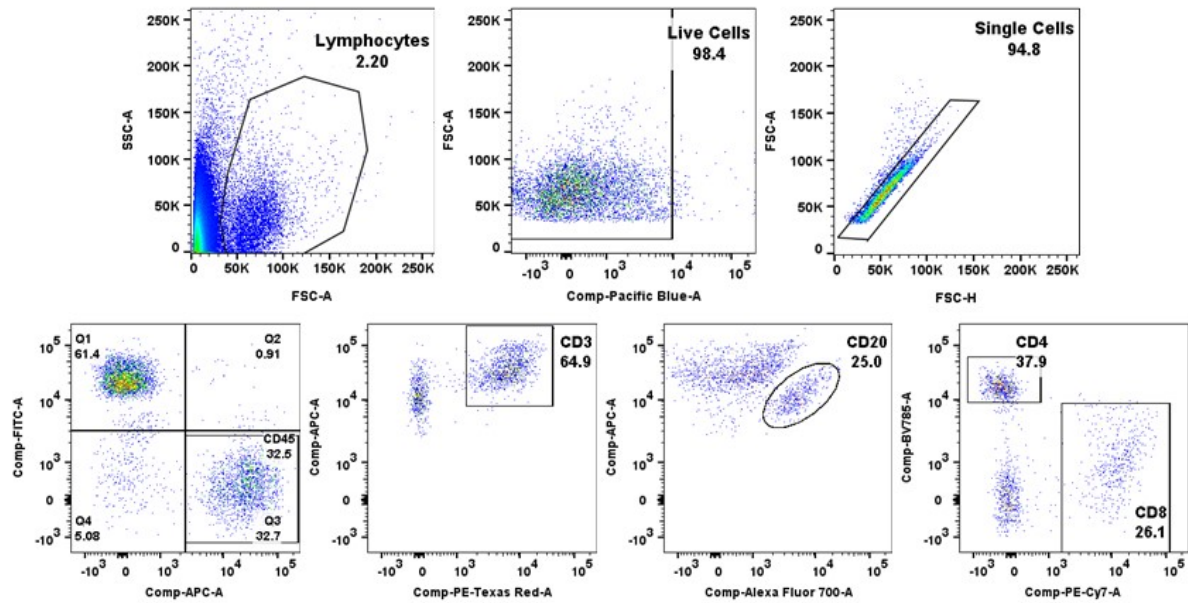 Lymphocytes
2.20
250K
200K
150K
100K
50K
0
SSC-A
0 50K 100K 150K 200K 250K
FSC-A
Live Cells
98.4
250K
200K
150K
100K
50K
0
FSC-A
-10³ 0 10³ 10⁴ 10⁵
Comp-Pacific Blue-A
Single Cells
94.8
250K
200K
150K
100K
50K
0
FSC-A
0 50K 100K 150K 200K 250K
FSC-H
Q1
61.4
Q2
0.91
CD45
32.5
Q4
5.08
Q3
32.7
10⁵
10⁴
10³
0
-10³
Comp-FITC-A
-10³ 0 10³ 10⁴ 10⁵
Comp-APC-A
CD3
64.9
10⁵
10⁴
10³
0
-10³
Comp-APC-A
-10³ 0 10³ 10⁴ 10⁵
Comp-PE-Texas Red-A
CD20
25.0
10⁵
10⁴
10³
0
-10³
Comp-APC-A
-10³ 0 10³ 10⁴ 10⁵
Comp-Alexa Fluor 700-A
CD4
37.9
CD8
26.1
10⁵
10⁴
10³
0
-10³
Comp-BV785-A
-10³ 0 10³ 10⁴ 10⁵
Comp-PE-Cy7-A